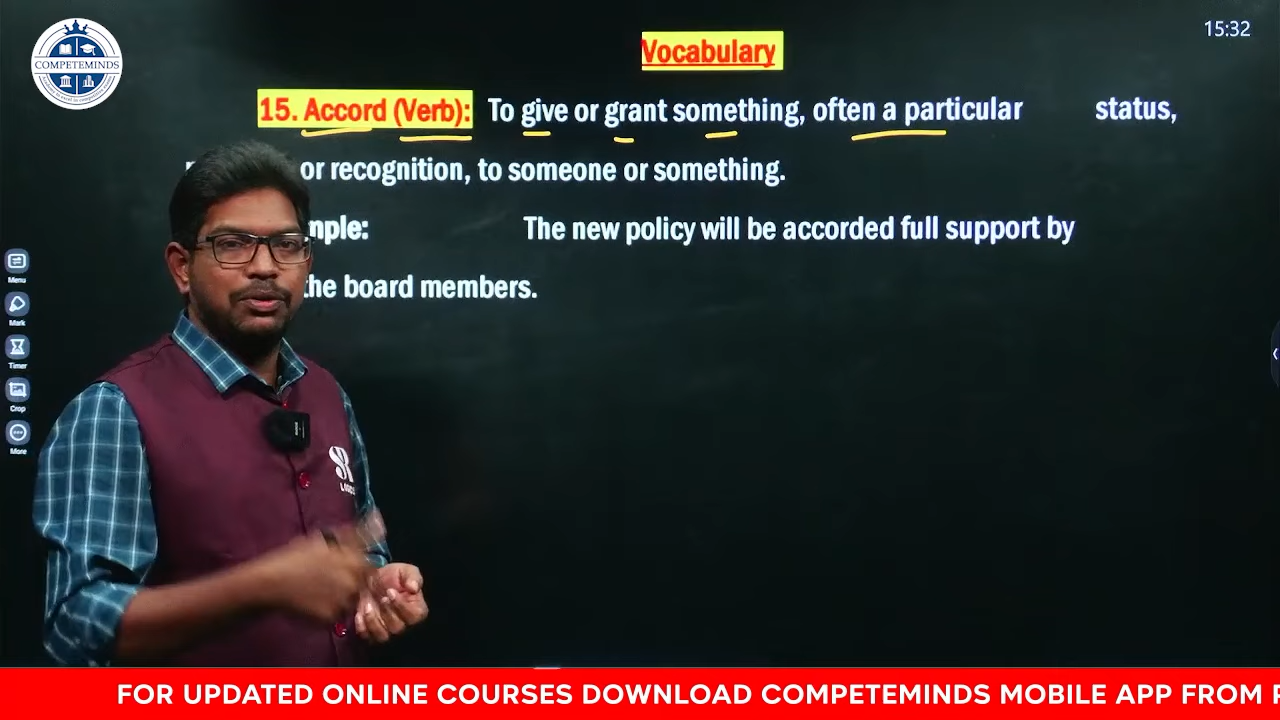 COMPETEMINDS
15:32
Vocabulary
15. Accord (Verb): To give or grant something, often a particular status,
or recognition, to someone or something.
The new policy will be accorded full support by
the board members.
Menu
Mark
Timer
Crop
More
SR
FOR UPDATED ONLINE COURSES DOWNLOAD COMPETEMINDS MOBILE APP FROM